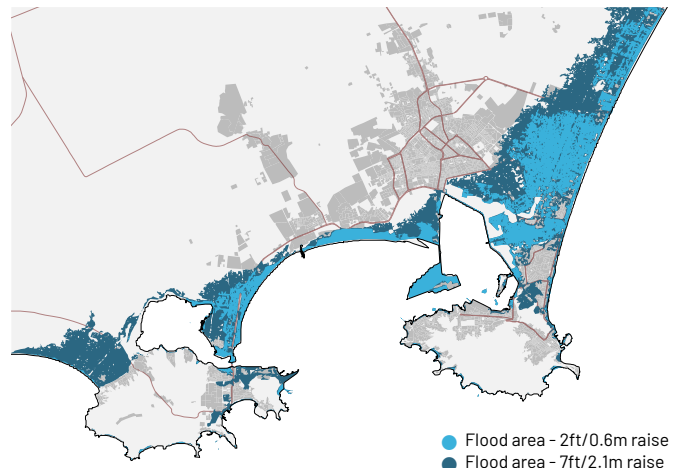 Flood area - 2ft/0.6m raise
Flood area - 7ft/2.1m raise